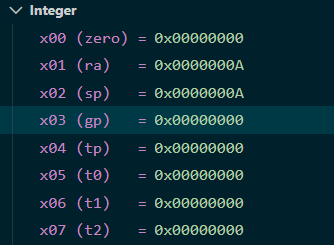 Integer
x00 (zero) = 0x00000000
x01 (ra) = 0x0000000A
x02 (sp) = 0x0000000A
x03 (gp) = 0x00000000
x04 (tp) = 0x00000000
x05 (t0) = 0x00000000
x06 (t1) = 0x00000000
x07 (t2) = 0x00000000